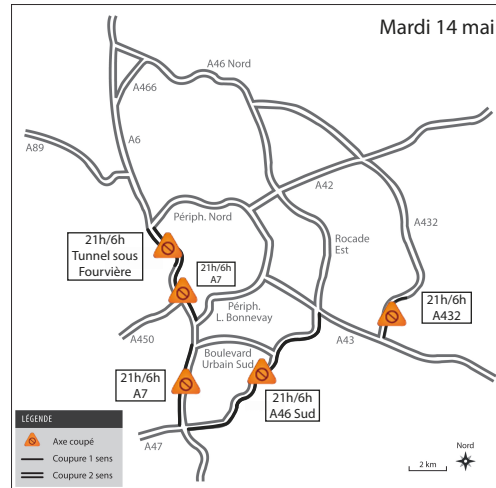 Mardi 14 mai
A46 Nord
A466
A6
A89
A42
A432
Périph. Nord
Rocade
Est
21h/6h
Tunnel sous
Fourvière
21h/6h
A7
21h/6h
A432
Périph.
L. Bonnevay
A450
A43
Boulevard
Urbain Sud
21h/6h
A7
21h/6h
A46 Sud
A47
LÉGENDE
Axe coupé
Coupure 1 sens
Coupure 2 sens
2 km
Nord